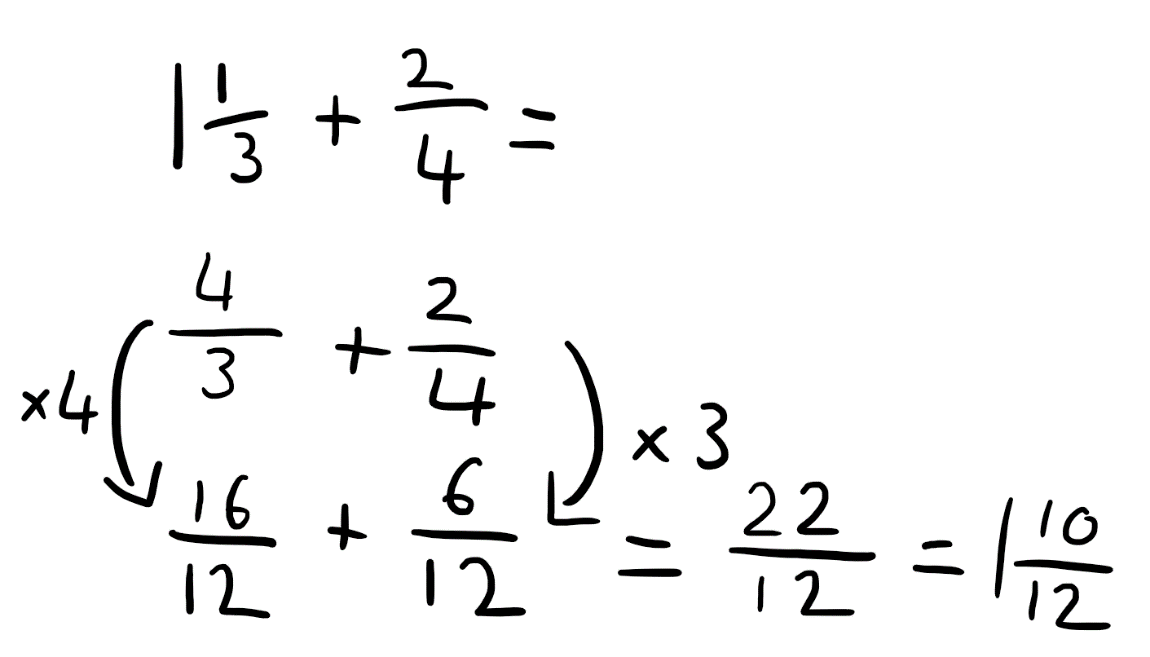 1 1/3 + 2/4 =
4/3 + 2/4
×4 × 3
16/12 + 6/12 = 22/12 = 1 10/12